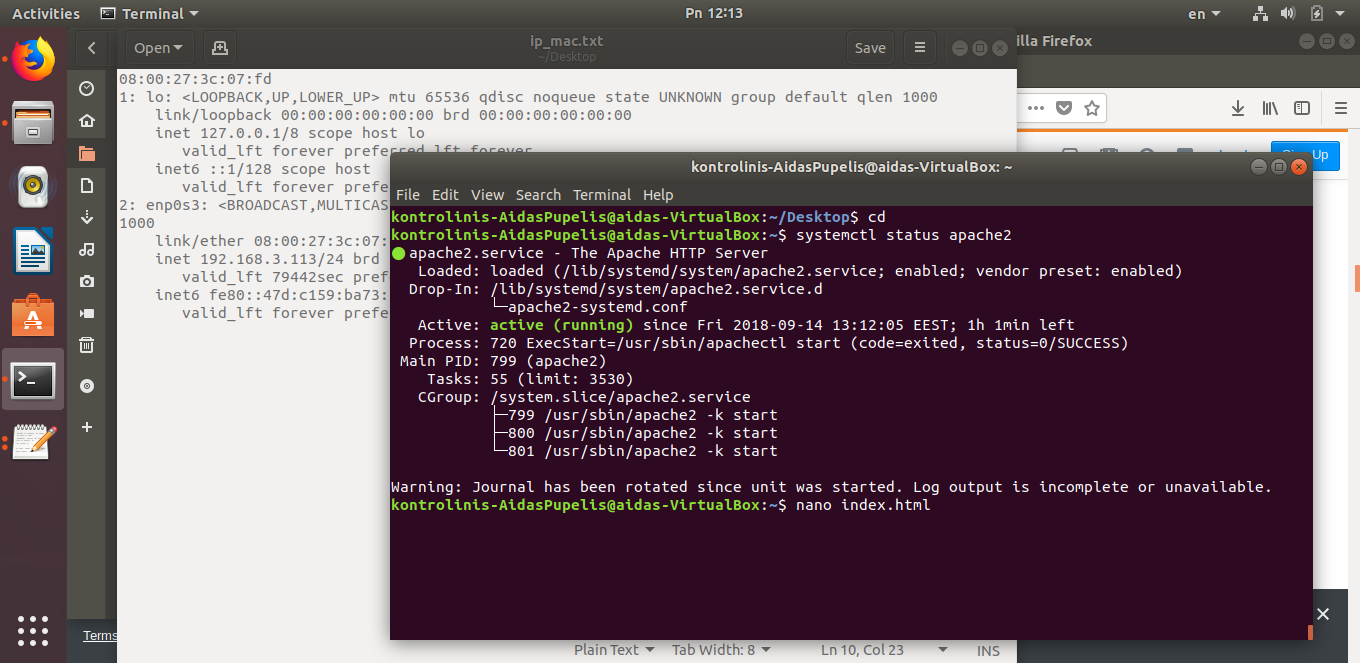 Activities Terminal Pn 12:13 en
Open ip_mac.txt Save
~/Desktop
illa Firefox
08:00:27:3c:07:fd
1: lo: <LOOPBACK,UP,LOWER_UP> mtu 65536 qdisc noqueue state UNKNOWN group default qlen 1000
link/loopback 00:00:00:00:00:00 brd 00:00:00:00:00:00
inet 127.0.0.1/8 scope host lo
valid_lft forever preferred_lft forever
inet6 ::1/128 scope host
valid_lft forever prefe
2: enp0s3: <BROADCAST,MULTICAS
1000
link/ether 08:00:27:3c:07:
inet 192.168.3.113/24 brd
valid_lft 79442sec pref
inet6 fe80::47d:c159:ba73:
valid_lft forever prefe
Up
kontrolinis-AidasPupelis@aidas-VirtualBox: ~
File Edit View Search Terminal Help
kontrolinis-AidasPupelis@aidas-VirtualBox:~/Desktop$ cd
kontrolinis-AidasPupelis@aidas-VirtualBox:~$ systemctl status apache2
● apache2.service - The Apache HTTP Server
Loaded: loaded (/lib/systemd/system/apache2.service; enabled; vendor preset: enabled)
Drop-In: /lib/systemd/system/apache2.service.d
└─apache2-systemd.conf
Active: active (running) since Fri 2018-09-14 13:12:05 EEST; 1h 1min left
Process: 720 ExecStart=/usr/sbin/apachectl start (code=exited, status=0/SUCCESS)
Main PID: 799 (apache2)
Tasks: 55 (limit: 3530)
CGroup: /system.slice/apache2.service
├─799 /usr/sbin/apache2 -k start
├─800 /usr/sbin/apache2 -k start
└─801 /usr/sbin/apache2 -k start
Warning: Journal has been rotated since unit was started. Log output is incomplete or unavailable.
kontrolinis-AidasPupelis@aidas-VirtualBox:~$ nano index.html
Terms
Plain Text Tab Width: 8 Ln 10, Col 23 INS